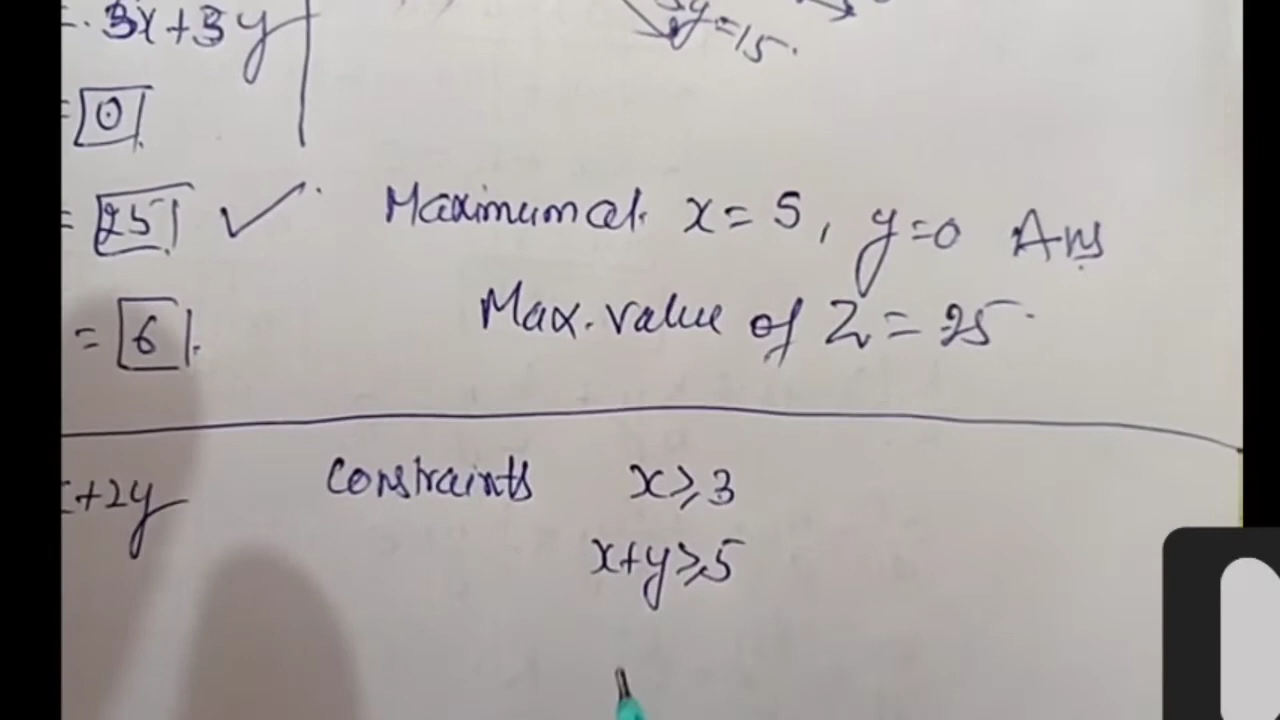 3x+3y
y=15.
= 0
= 25 ✓ Maximum at. x=5, y=0 Ans
= 6 Max. value of Z = 25
+2y constraints x≥3
x+y≥5